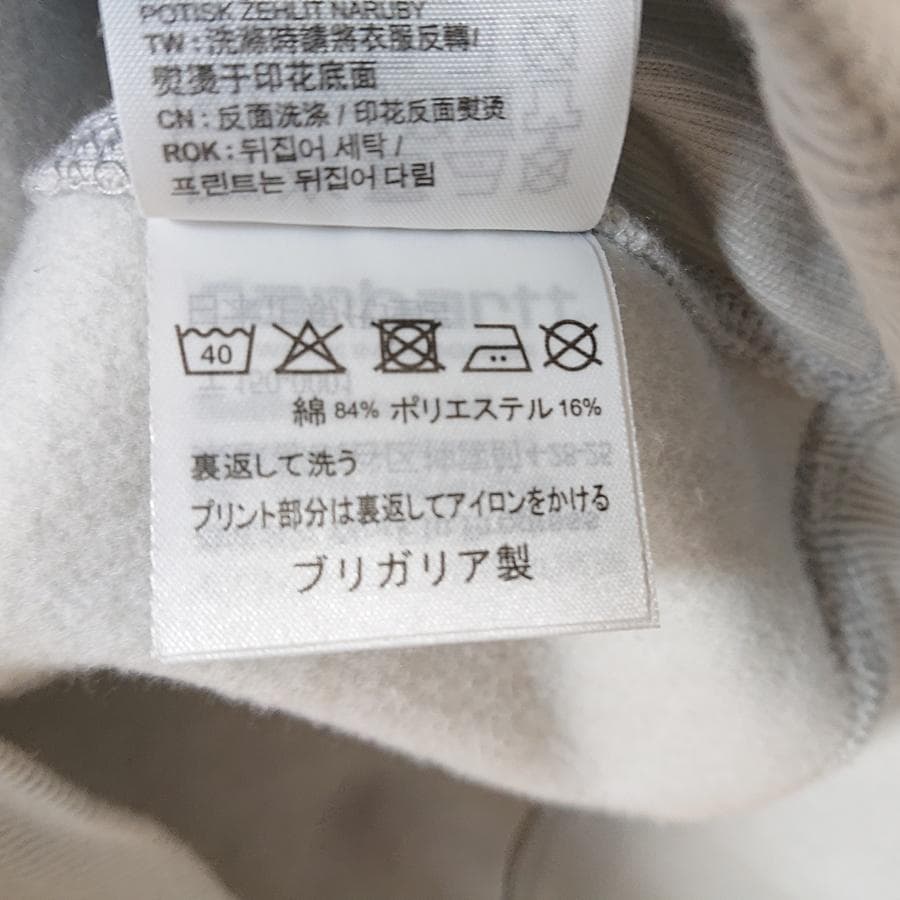 POTISK ZEHLIT NARUBY
TW : 洗滌時請將衣服反轉/
熨燙于印花底面
CN : 反面洗涤 / 印花反面熨烫
ROK : 뒤집어 세탁 /
프린트는 뒤집어 다림
40
綿 84% ポリエステル 16%
裏返して洗う
プリント部分は裏返してアイロンをかける
ブリガリア製